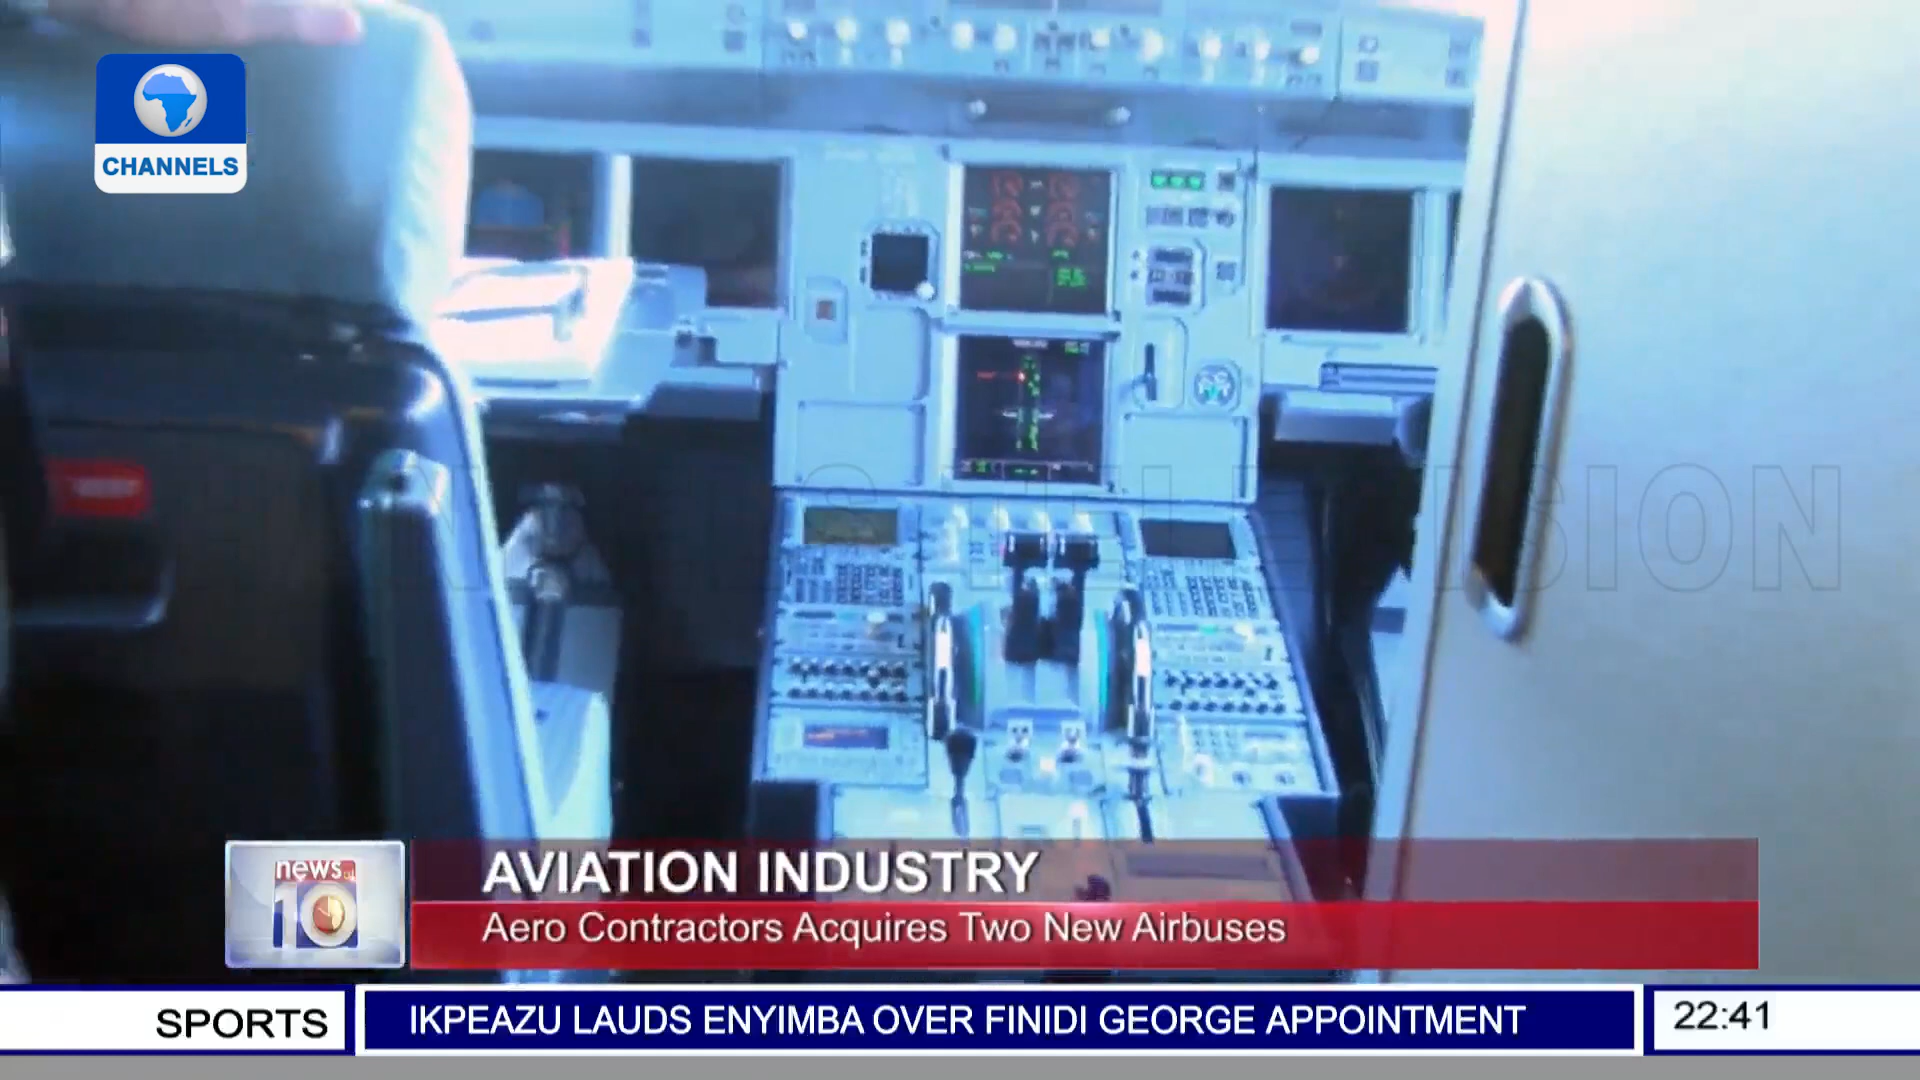 CHANNELS
news at
10
AVIATION INDUSTRY
Aero Contractors Acquires Two New Airbuses
SPORTS
IKPEAZU LAUDS ENYIMBA OVER FINIDI GEORGE APPOINTMENT
22:41